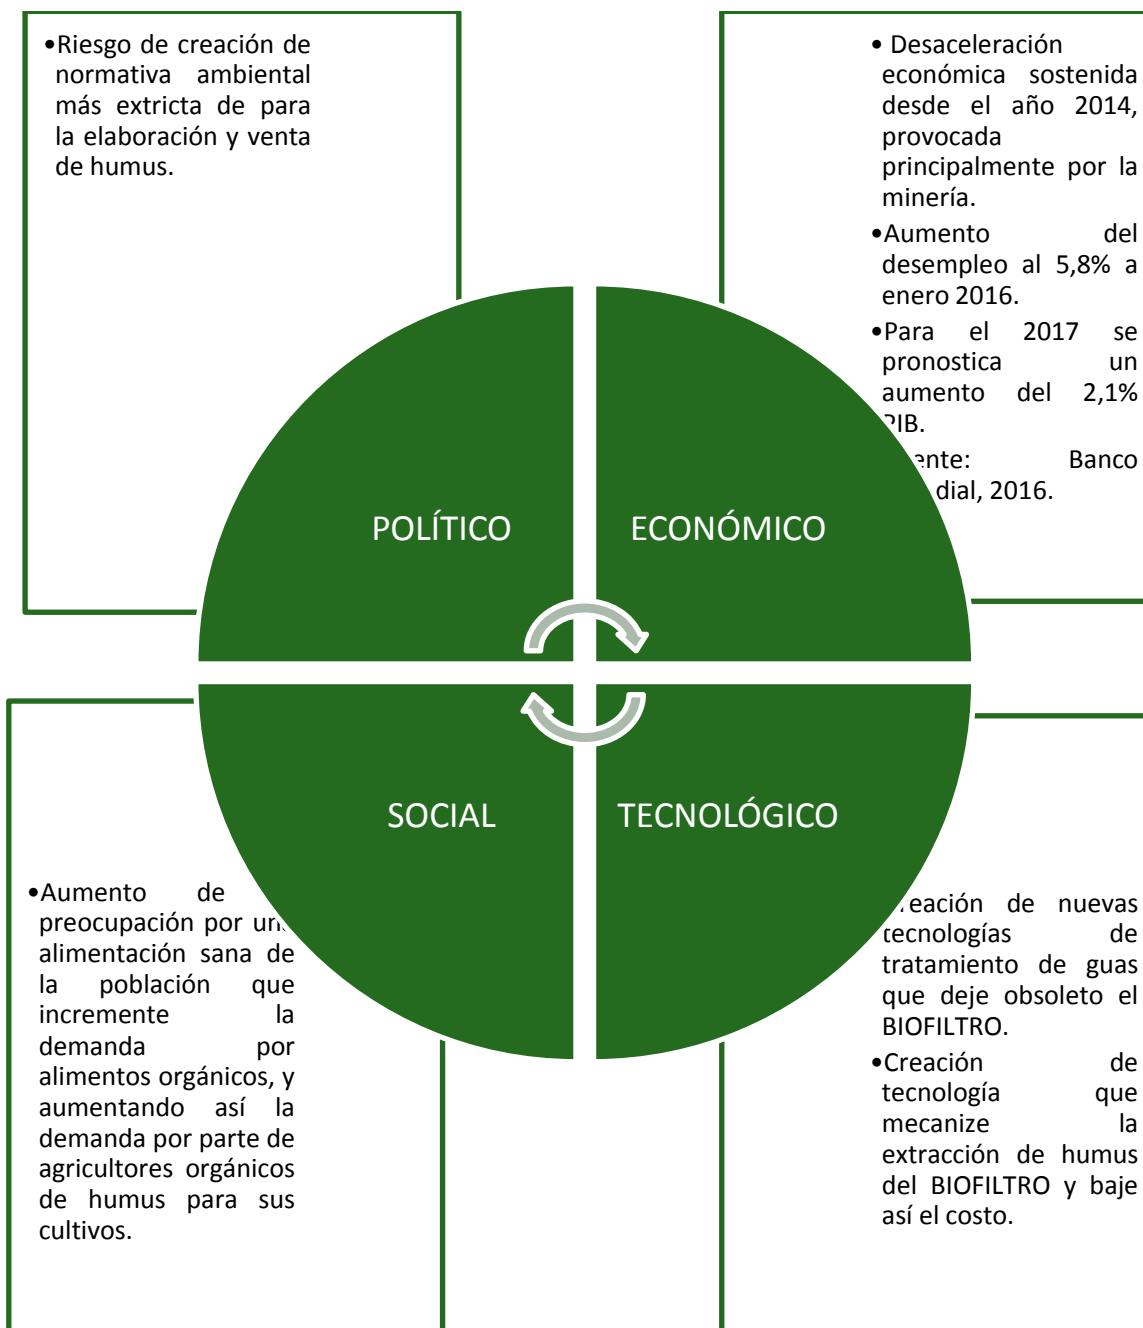 •Riesgo de creación de
normativa ambiental
más extricta de para
la elaboración y venta
de humus.
• Desaceleración
económica sostenida
desde el año 2014,
provocada
principalmente por la
minería.
•Aumento del
desempleo al 5,8% a
enero 2016.
•Para el 2017 se
pronostica un
aumento del 2,1%
PIB.
Banco
dial, 2016.
POLÍTICO
ECONÓMICO
SOCIAL
TECNOLÓGICO
•Aumento de
preocupación por una
alimentación sana de
la población que
incremente la
demanda por
alimentos orgánicos, y
aumentando así la
demanda por parte de
agricultores orgánicos
de humus para sus
cultivos.
reación de nuevas
tecnologías de
tratamiento de guas
que deje obsoleto el
BIOFILTRO.
•Creación de
tecnología que
mecanize la
extracción de humus
del BIOFILTRO y baje
así el costo.